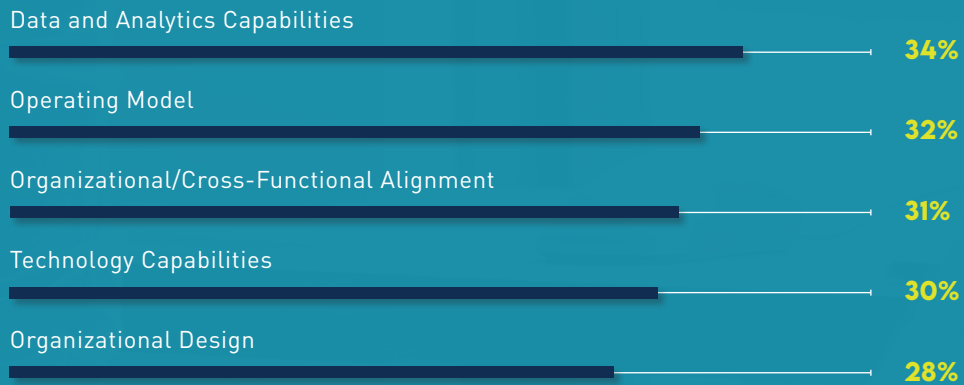 Data and Analytics Capabilities
34%
Operating Model
32%
Organizational/Cross-Functional Alignment
31%
Technology Capabilities
30%
Organizational Design
28%